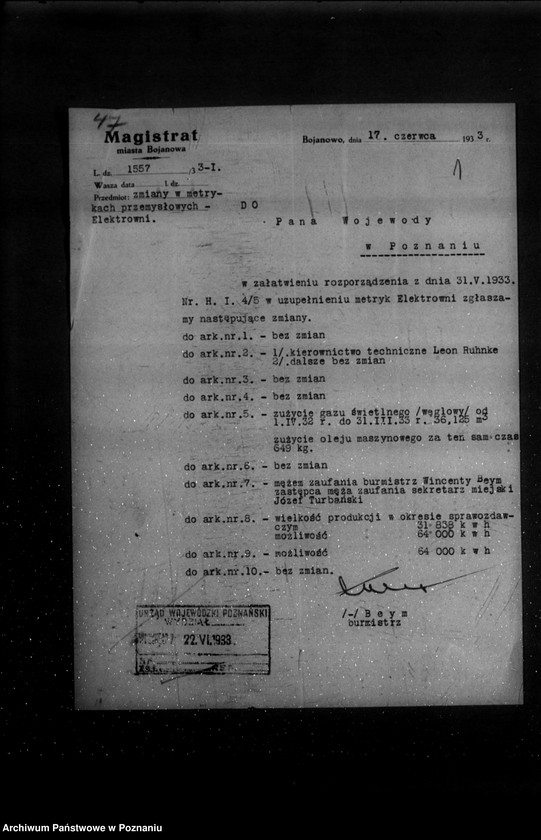 47
Magistrat
miasta Bojanowa
Bojanowo, dnia 17. czerwca 1933 r.
L. dz. 1557 /33-I.
Wasza data l. dz.
Przedmiot: zmiany w metry-
kach przemysłowych -
Elektrowni.
DO
Pana Wojewody
w Poznaniu
w załatwieniu rozporządzenia z dnia 31.V.1933.
Nr. H. I. 4/5 w uzupełnieniu metryk Elektrowni zgłasza-
my następujące zmiany.
do ark.nr.1. - bez zmian
do ark.nr.2. - 1/.kierownictwo techniczne Leon Ruhnke
2/.dalsze bez zmian
do ark.nr.3. - bez zmian
do ark.nr.4. - bez zmian
do ark.nr.5. - zużycie gazu świetlnego /węglowy/ od
1.IV.32 r. do 31.III.33 r. 36,125 m3
zużycie oleju maszynowego za ten sam czas
649 kg.
do ark.nr.6. - bez zmian
do ark.nr.7. - mężem zaufania burmistrz Wincenty Beym
zastępca męża zaufania sekretarz miejski
Józef Turbański
do ark.nr.8. - wielkość produkcji w okresie sprawozdaw-
czym 31 838 k w h
możliwość 64 000 k w h
do ark.nr.9. - możliwość 64 000 k w h
do ark.nr.10.- bez zmian.
/-/ Beym
burmistrz
URZĄD WOJEWÓDZKI POZNAŃSKI
WYDZIAŁ
22.VI.1933.
Archiwum Państwowe w Poznaniu